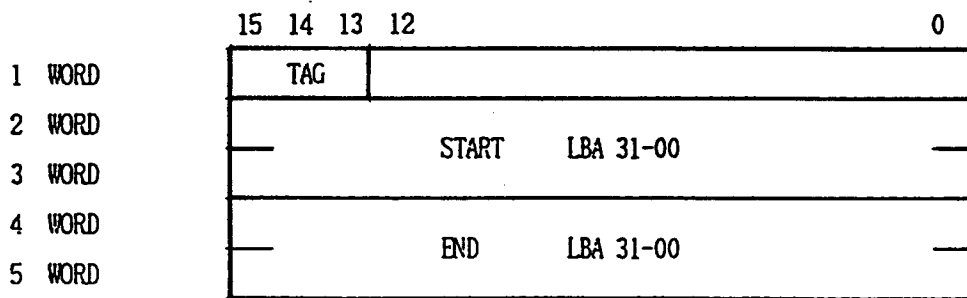 15 14 13 12 0
1 WORD TAG
2 WORD
START LBA 31-00
3 WORD
4 WORD
END LBA 31-00
5 WORD